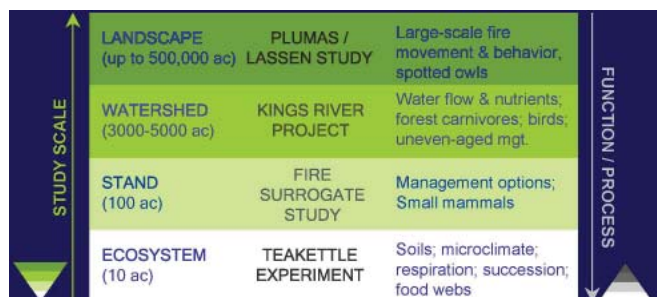 STUDY SCALE
LANDSCAPE
(up to 500,000 ac)
PLUMAS /
LASSEN STUDY
Large-scale fire
movement & behavior,
spotted owls
WATERSHED
(3000-5000 ac)
KINGS RIVER
PROJECT
Water flow & nutrients;
forest carnivores; birds;
uneven-aged mgt.
STAND
(100 ac)
FIRE
SURROGATE
STUDY
Management options;
Small mammals
ECOSYSTEM
(10 ac)
TEAKETTLE
EXPERIMENT
Soils; microclimate;
respiration; succession;
food webs
FUNCTION / PROCESS